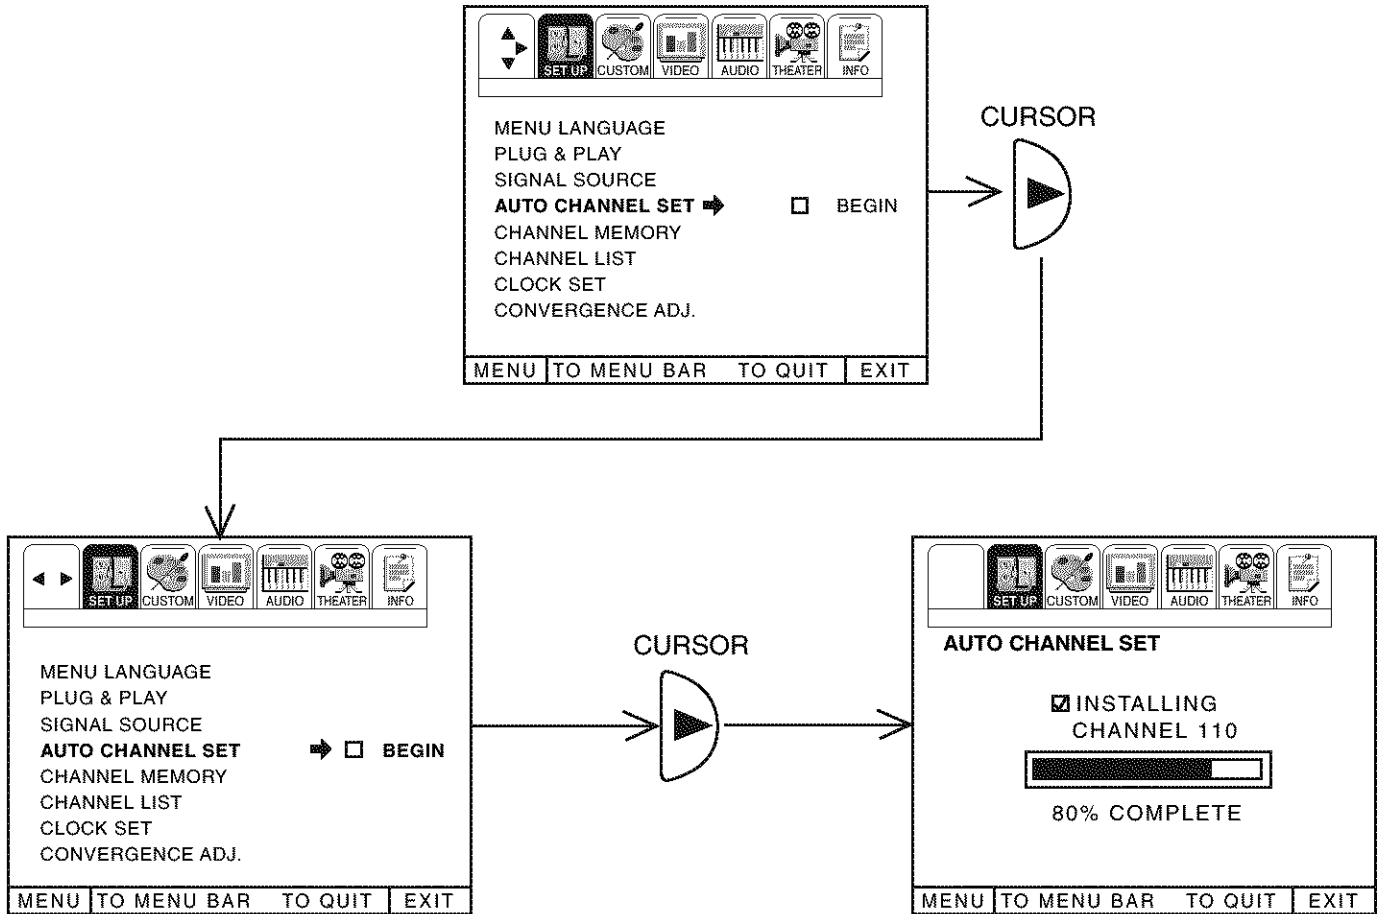 SET UP CUSTOM VIDEO AUDIO THEATER INFO
MENU LANGUAGE
PLUG & PLAY
SIGNAL SOURCE
AUTO CHANNEL SET BEGIN
CHANNEL MEMORY
CHANNEL LIST
CLOCK SET
CONVERGENCE ADJ.
MENU TO MENU BAR TO QUIT EXIT
CURSOR
SET UP CUSTOM VIDEO AUDIO THEATER INFO
MENU LANGUAGE
PLUG & PLAY
SIGNAL SOURCE
AUTO CHANNEL SET BEGIN
CHANNEL MEMORY
CHANNEL LIST
CLOCK SET
CONVERGENCE ADJ.
MENU TO MENU BAR TO QUIT EXIT
CURSOR
SET UP CUSTOM VIDEO AUDIO THEATER INFO
AUTO CHANNEL SET
INSTALLING
CHANNEL 110
80% COMPLETE
MENU TO MENU BAR TO QUIT EXIT